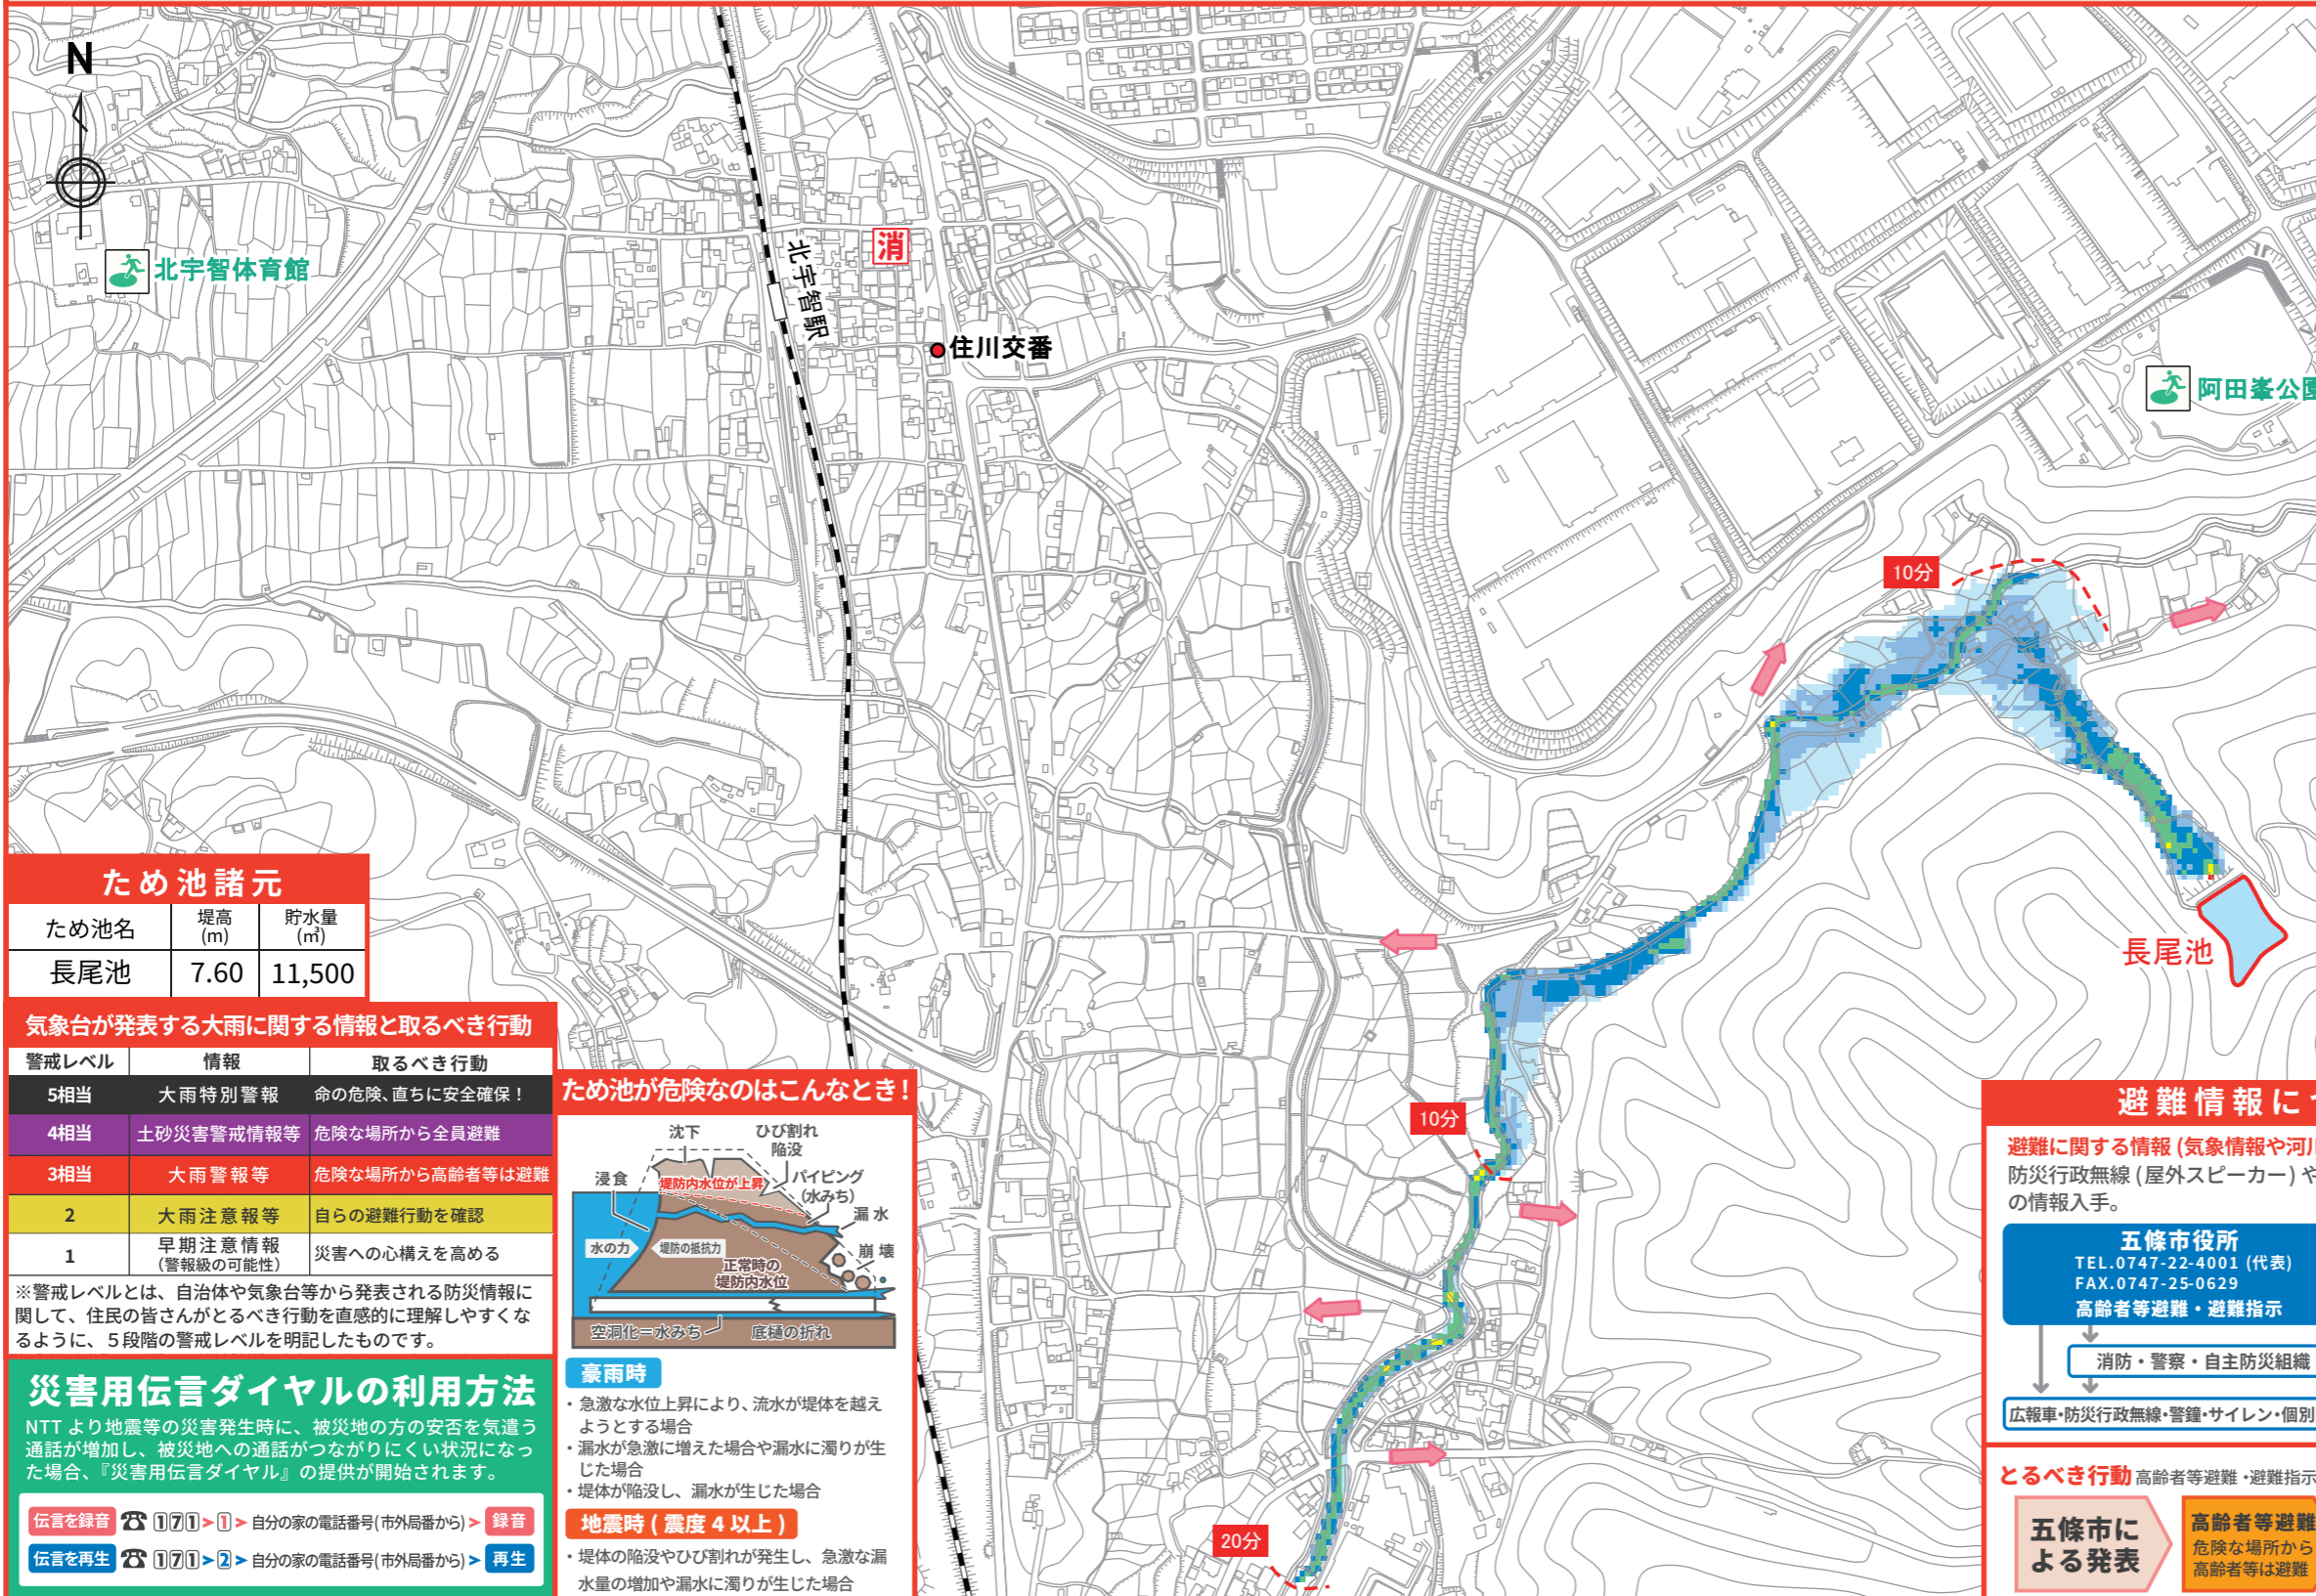 N
北宇智体育館
北宇智駅
消
住川交番
阿田峯公園
10分
長尾池
10分
20分
ため池諸元
ため池名 堤高(m) 貯水量(㎥)
長尾池 7.60 11,500
気象台が発表する大雨に関する情報と取るべき行動
警戒レベル 情報 取るべき行動
5相当 大雨特別警報 命の危険、直ちに安全確保！
4相当 土砂災害警戒情報等 危険な場所から全員避難
3相当 大雨警報等 危険な場所から高齢者等は避難
2 大雨注意報等 自らの避難行動を確認
1 早期注意情報(警報級の可能性) 災害への心構えを高める
※警戒レベルとは、自治体や気象台等から発表される防災情報に
関して、住民の皆さんがとるべき行動を直感的に理解しやすくな
るように、５段階の警戒レベルを明記したものです。
災害用伝言ダイヤルの利用方法
NTT より地震等の災害発生時に、被災地の方の安否を気遣う
通話が増加し、被災地への通話がつながりにくい状況になっ
た場合、『災害用伝言ダイヤル』の提供が開始されます。
伝言を録音 ☎ 171 > 1 > 自分の家の電話番号(市外局番から) > 録音
伝言を再生 ☎ 171 > 2 > 自分の家の電話番号(市外局番から) > 再生
ため池が危険なのはこんなとき！
沈下
ひび割れ
陥没
浸食
堤防内水位が上昇
パイピング
(水みち)
漏水
水の力
堤防の抵抗力
崩壊
正常時の
堤防内水位
空洞化＝水みち
底樋の折れ
豪雨時
・急激な水位上昇により、流水が堤体を越え
ようとする場合
・漏水が急激に増えた場合や漏水に濁りが生
じた場合
・堤体が陥没し、漏水が生じた場合
地震時 ( 震度 4 以上 )
・堤体の陥没やひび割れが発生し、急激な漏
水量の増加や漏水に濁りが生じた場合
避難情報に
避難に関する情報 (気象情報や河川
防災行政無線 (屋外スピーカー) や
の情報入手。
五條市役所
TEL.0747-22-4001 (代表)
FAX.0747-25-0629
高齢者等避難・避難指示
消防・警察・自主防災組織
広報車・防災行政無線・警鐘・サイレン・個別
とるべき行動 高齢者等避難・避難指示
五條市に
よる発表
高齢者等避難
危険な場所から
高齢者等は避難